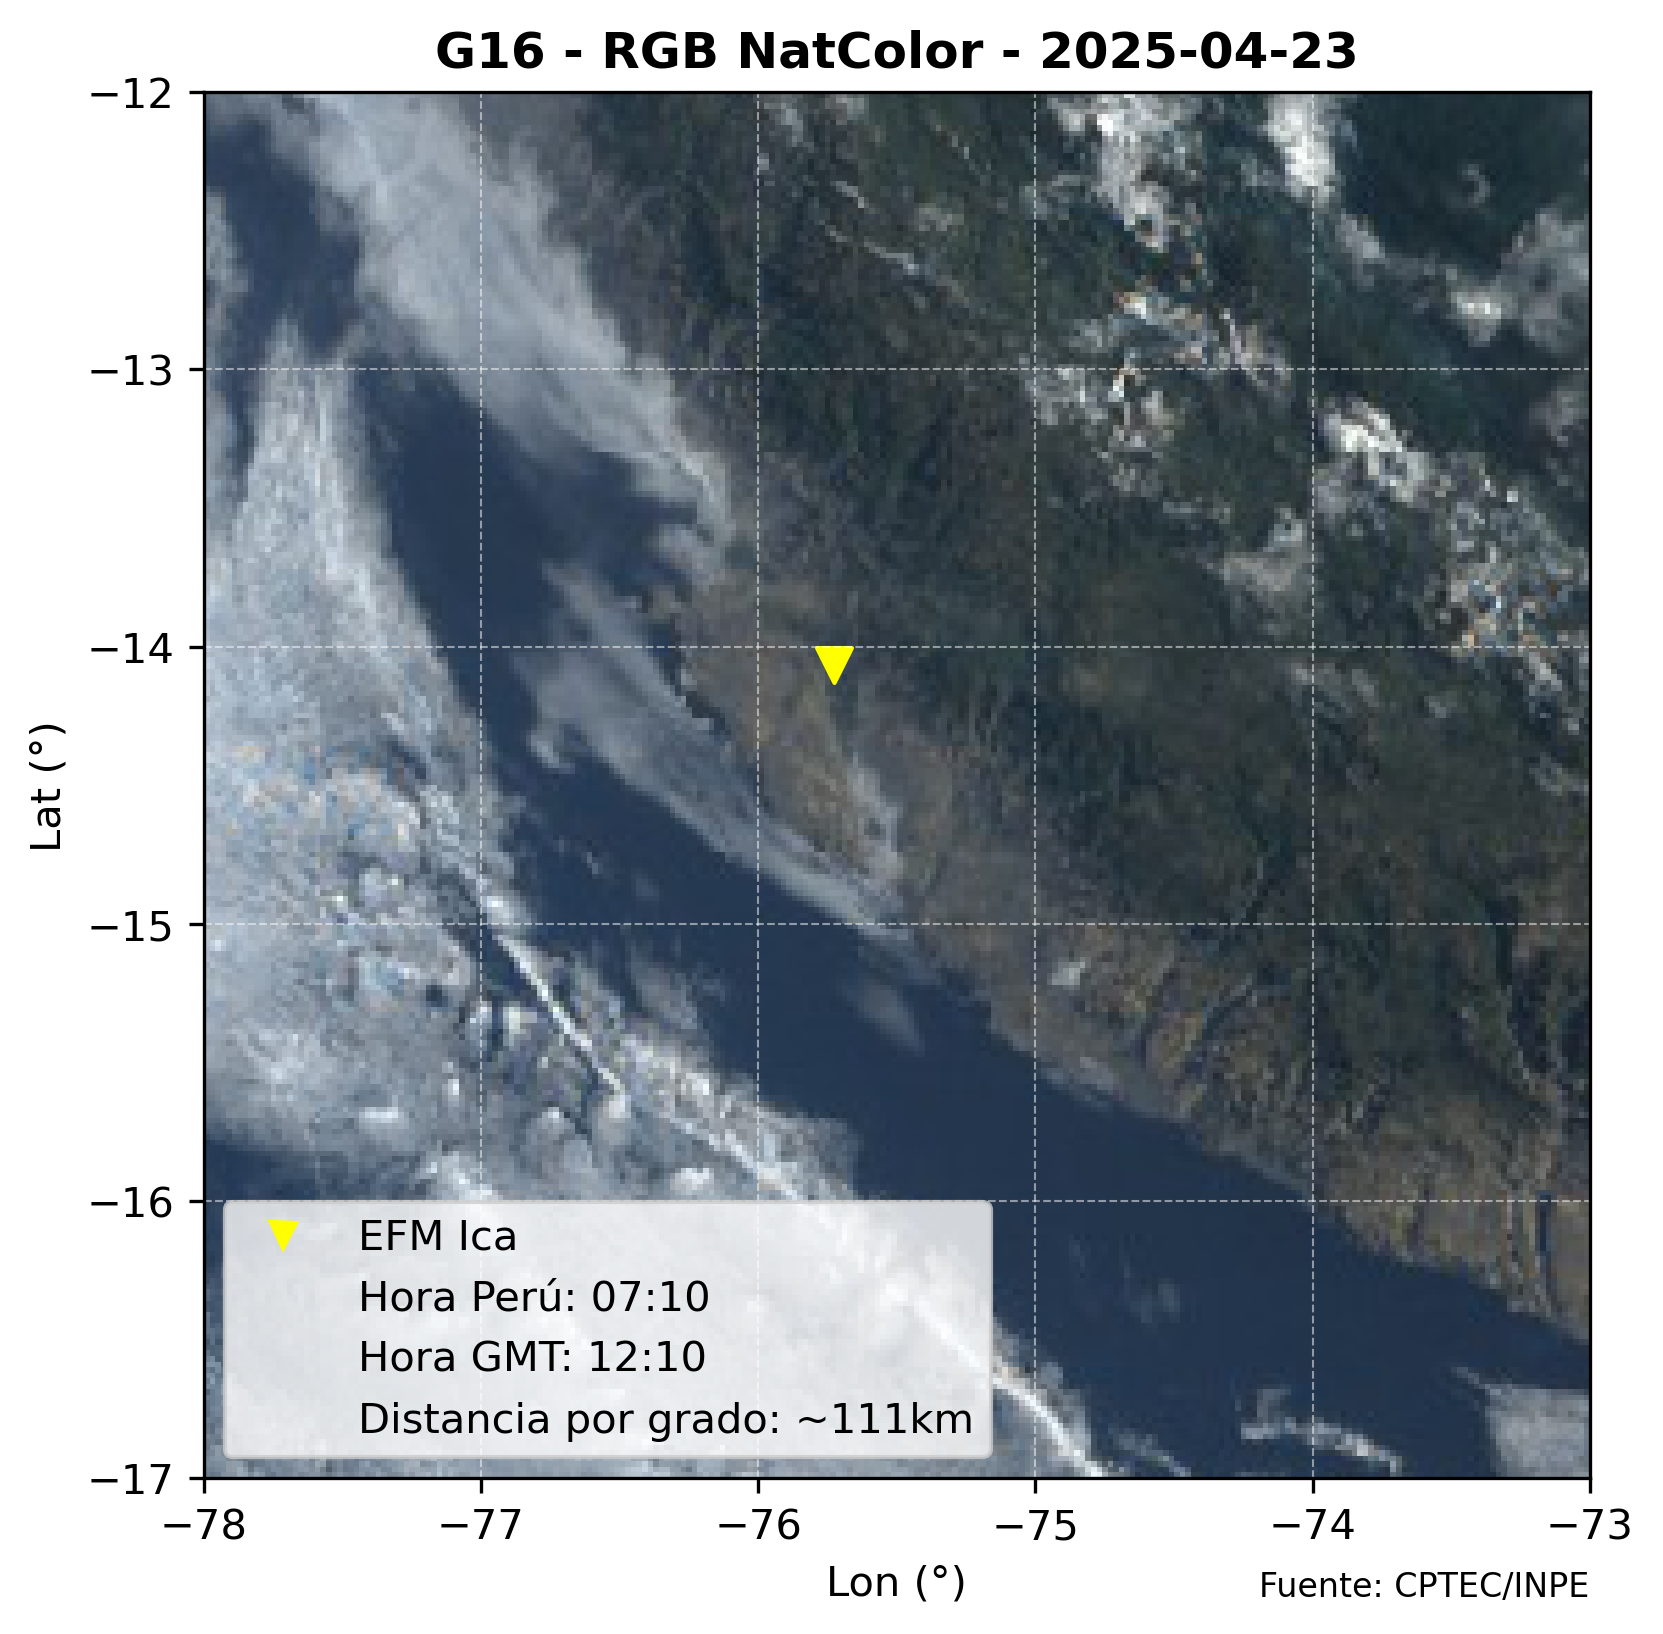 G16 - RGB NatColor - 2025-04-23
−12
−13
−14
−15
−16
−17
Lat (°)
EFM Ica
Hora Perú: 07:10
Hora GMT: 12:10
Distancia por grado: ~111km
−78
−77
−76
−75
−74
−73
Lon (°)
Fuente: CPTEC/INPE